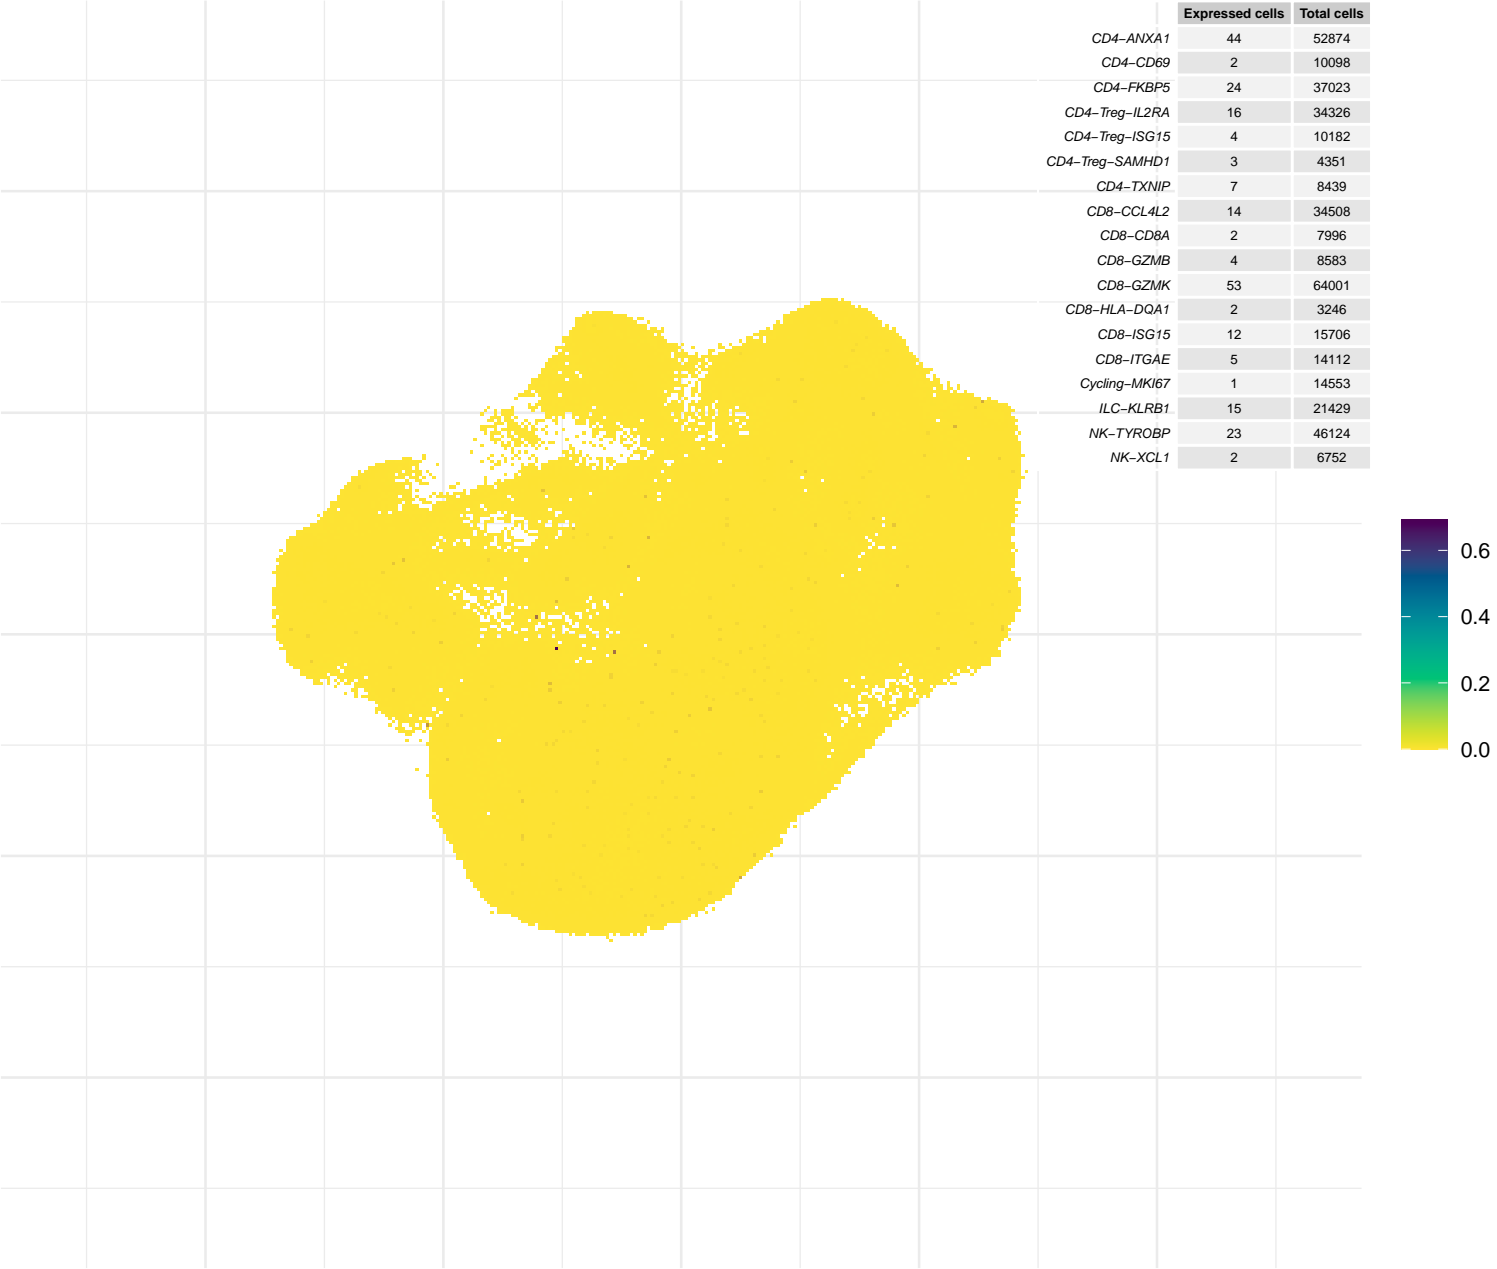 Expressed cells Total cells
CD4−ANXA1 44 52874
CD4−CD69 2 10098
CD4−FKBP5 24 37023
CD4−Treg−IL2RA 16 34326
CD4−Treg−ISG15 4 10182
CD4−Treg−SAMHD1 3 4351
CD4−TXNIP 7 8439
CD8−CCL4L2 14 34508
CD8−CD8A 2 7996
CD8−GZMB 4 8583
CD8−GZMK 53 64001
CD8−HLA−DQA1 2 3246
CD8−ISG15 12 15706
CD8−ITGAE 5 14112
Cycling−MKI67 1 14553
ILC−KLRB1 15 21429
NK−TYROBP 23 46124
NK−XCL1 2 6752
0.6
0.4
0.2
0.0